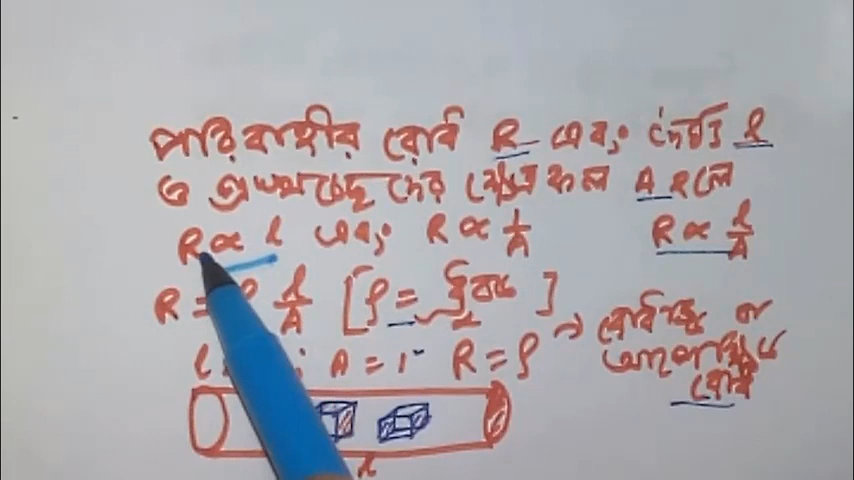 পরিবাহীর রোধ R এবং দৈর্ঘ্য l
ও প্রস্থচ্ছেদের ক্ষেত্রফল A হলে
R ∝ l এবং R ∝ 1/A R ∝ l/A
R = ρ l/A [ρ = ধ্রুবক]
l A = 1 R = ρ → রোধাঙ্ক বা
আপেক্ষিক
রোধ
l